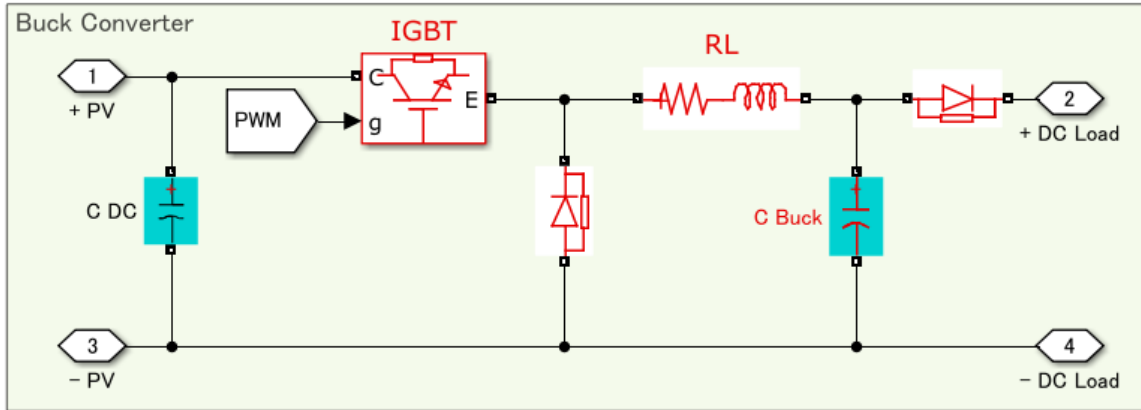 Buck Converter
IGBT
RL
1
+ PV
C
E
PWM
g
2
+ DC Load
+
C DC
+
C Buck
3
- PV
4
- DC Load